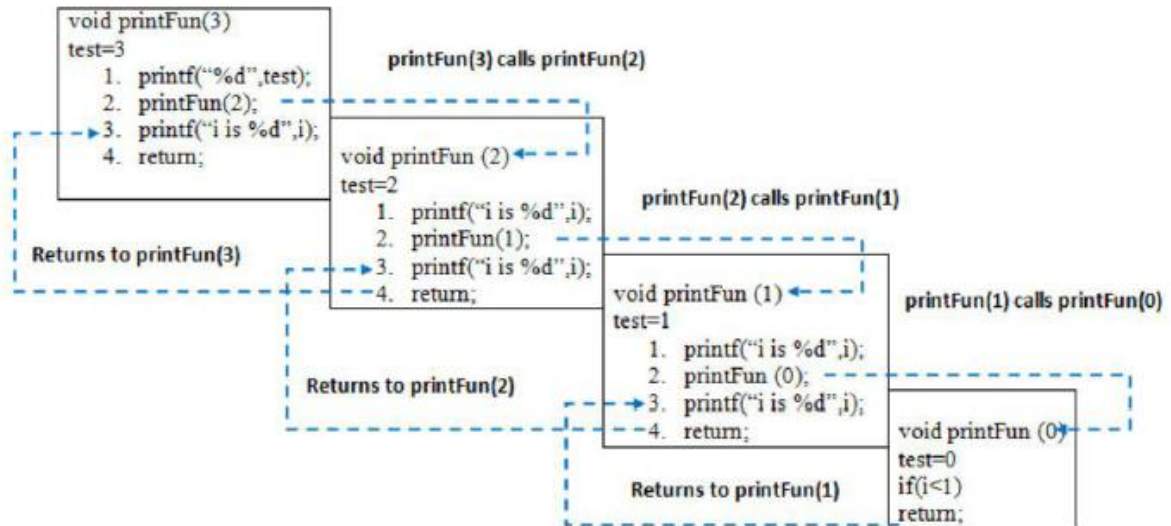 void printFun(3)
test=3
1. printf(“%d”,test);
2. printFun(2);
3. printf(“i is %d”,i);
4. return;
printFun(3) calls printFun(2)
void printFun (2)
test=2
1. printf(“i is %d”,i);
2. printFun(1);
3. printf(“i is %d”,i);
4. return;
Returns to printFun(3)
printFun(2) calls printFun(1)
void printFun (1)
test=1
1. printf(“i is %d”,i);
2. printFun (0);
3. printf(“i is %d”,i);
4. return;
Returns to printFun(2)
printFun(1) calls printFun(0)
void printFun (0)
test=0
if(i<1)
return;
Returns to printFun(1)